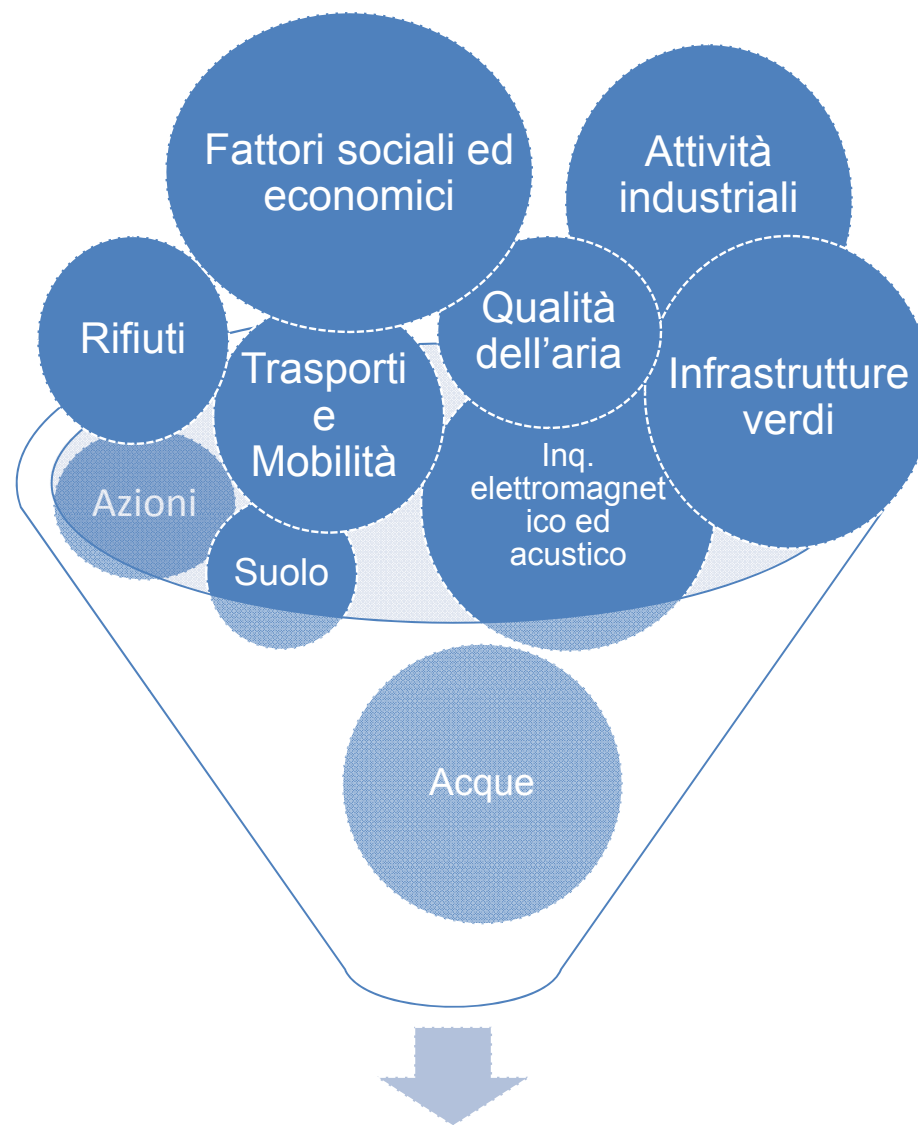 Fattori sociali ed
economici
Attività
industriali
Rifiuti
Trasporti
e
Mobilità
Qualità
dell’aria
Infrastrutture
verdi
Azioni
Suolo
Inq.
elettromagnet
ico ed
acustico
Acque